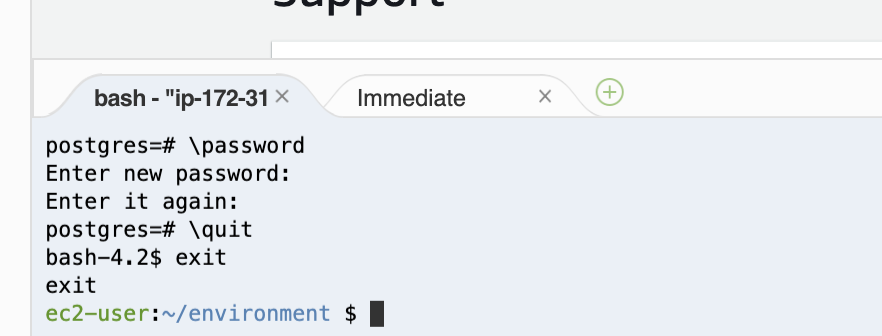 Support
bash - "ip-172-31
Immediate
postgres=# \password
Enter new password:
Enter it again:
postgres=# \quit
bash-4.2$ exit
exit
ec2-user:~/environment $